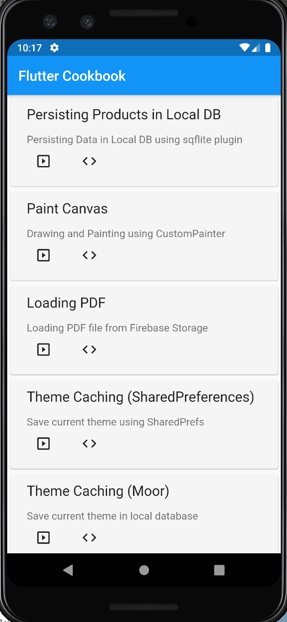 10:17
Flutter Cookbook
Persisting Products in Local DB
Persisting Data in Local DB using sqflite plugin
Paint Canvas
Drawing and Painting using CustomPainter
Loading PDF
Loading PDF file from Firebase Storage
Theme Caching (SharedPreferences)
Save current theme using SharedPrefs
Theme Caching (Moor)
Save current theme in local database